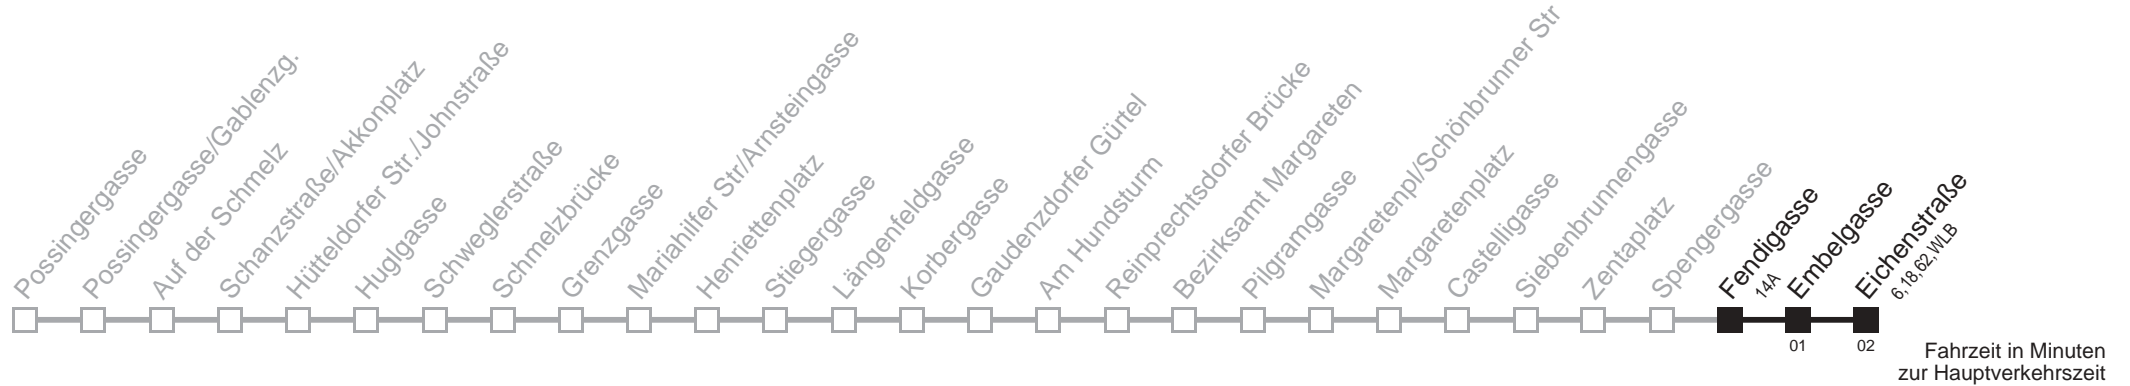 Possingergasse
Possingergasse/Gablenzg.
Auf der Schmelz
Schanzstraße/Akkonplatz
Hütteldorfer Str./Johnstraße
Huglgasse
Schweglerstraße
Schmelzbrücke
Grenzgasse
Mariahilfer Str/Arnsteingasse
Henriettenplatz
Stiegergasse
Längenfeldgasse
Korbergasse
Gaudenzdorfer Gürtel
Am Hundsturm
Reinprechtsdorfer Brücke
Bezirksamt Margareten
Pilgramgasse
Margaretenpl/Schönbrunner Str
Margaretenplatz
Castelligasse
Siebenbrunnengasse
Zentaplatz
Spengergasse
Fendigasse
14A
Embelgasse
Eichenstraße
6,18,62,WLB
01
02
Fahrzeit in Minuten
zur Hauptverkehrszeit